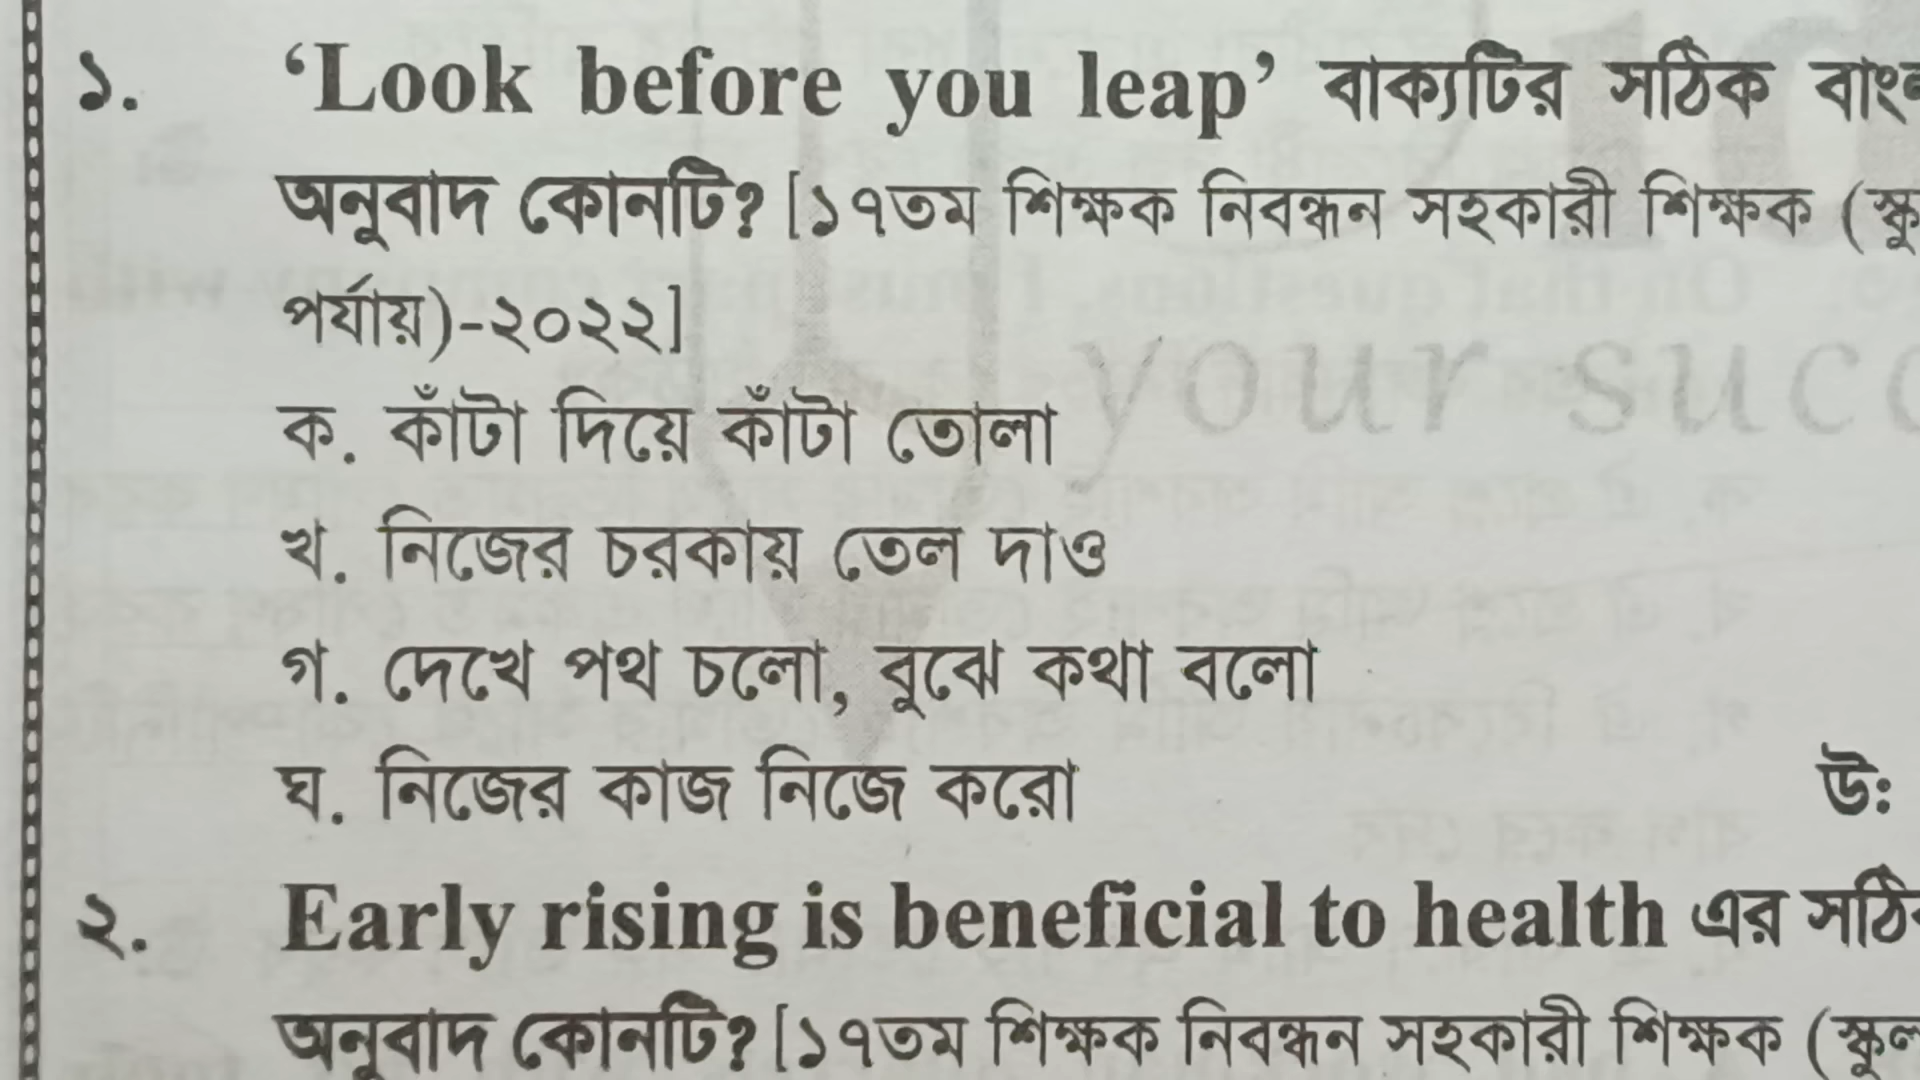 ১. ‘Look before you leap’ বাক্যটির সঠিক
অনুবাদ কোনটি? [১৭তম শিক্ষক নিবন্ধন সহকারী শিক্ষক
পর্যায়)-২০২২]
your
ক. কাঁটা দিয়ে কাঁটা তোলা
খ. নিজের চরকায় তেল দাও
গ. দেখে পথ চলো, বুঝে কথা বলো
ঘ. নিজের কাজ নিজে করো উ:
২. Early rising is beneficial to health এর
অনুবাদ কোনটি? [১৭তম শিক্ষক নিবন্ধন সহকারী শিক্ষক